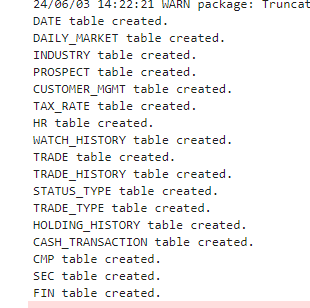 24/06/03 14:22:21 WARN package: Truncat
DATE table created.
DAILY_MARKET table created.
INDUSTRY table created.
PROSPECT table created.
CUSTOMER_MGMT table created.
TAX_RATE table created.
HR table created.
WATCH_HISTORY table created.
TRADE table created.
TRADE_HISTORY table created.
STATUS_TYPE table created.
TRADE_TYPE table created.
HOLDING_HISTORY table created.
CASH_TRANSACTION table created.
CMP table created.
SEC table created.
FIN table created.